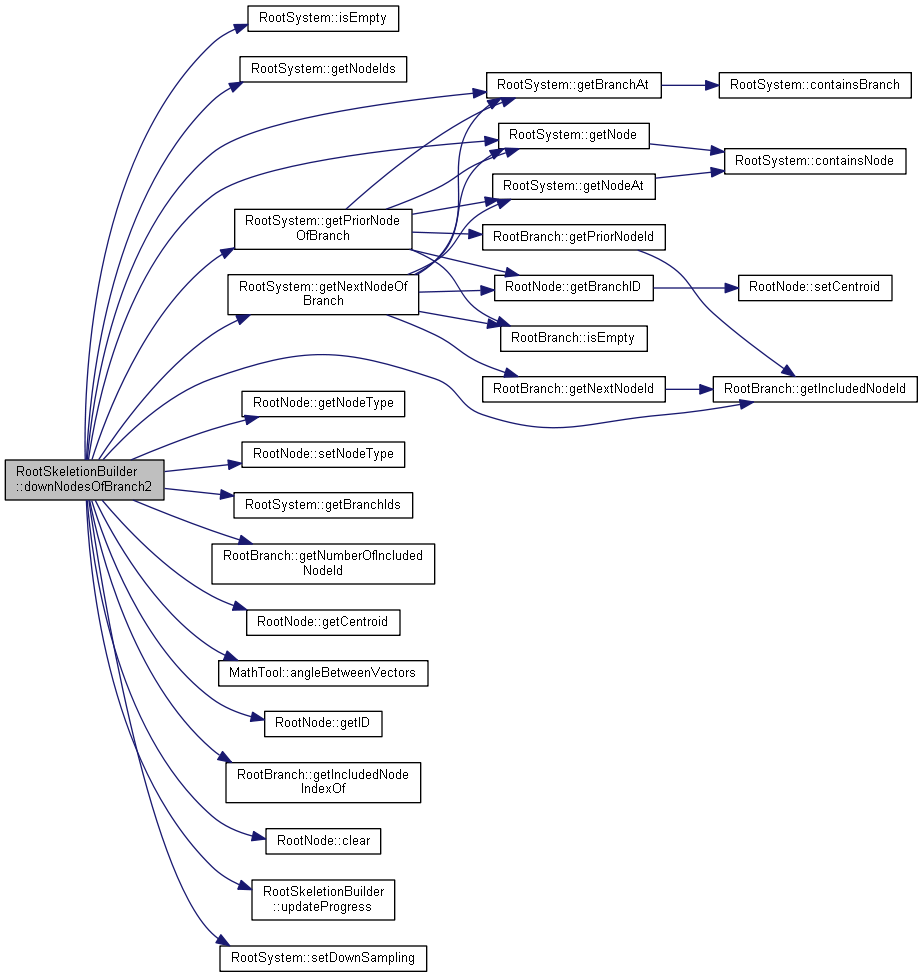 RootSystem::isEmpty
RootSystem::getNodeIds
RootSystem::getBranchAt
RootSystem::containsBranch
RootSystem::getNode
RootSystem::containsNode
RootSystem::getNodeAt
RootSystem::getPriorNode
OfBranch
RootBranch::getPriorNodeId
RootSystem::getNextNodeOf
Branch
RootNode::getBranchID
RootNode::setCentroid
RootBranch::isEmpty
RootBranch::getNextNodeId
RootBranch::getIncludedNodeId
RootNode::getNodeType
RootNode::setNodeType
RootSkeletionBuilder
::downNodesOfBranch2
RootSystem::getBranchIds
RootBranch::getNumberOfIncluded
NodeId
RootNode::getCentroid
MathTool::angleBetweenVectors
RootNode::getID
RootBranch::getIncludedNode
IndexOf
RootNode::clear
RootSkeletionBuilder
::updateProgress
RootSystem::setDownSampling